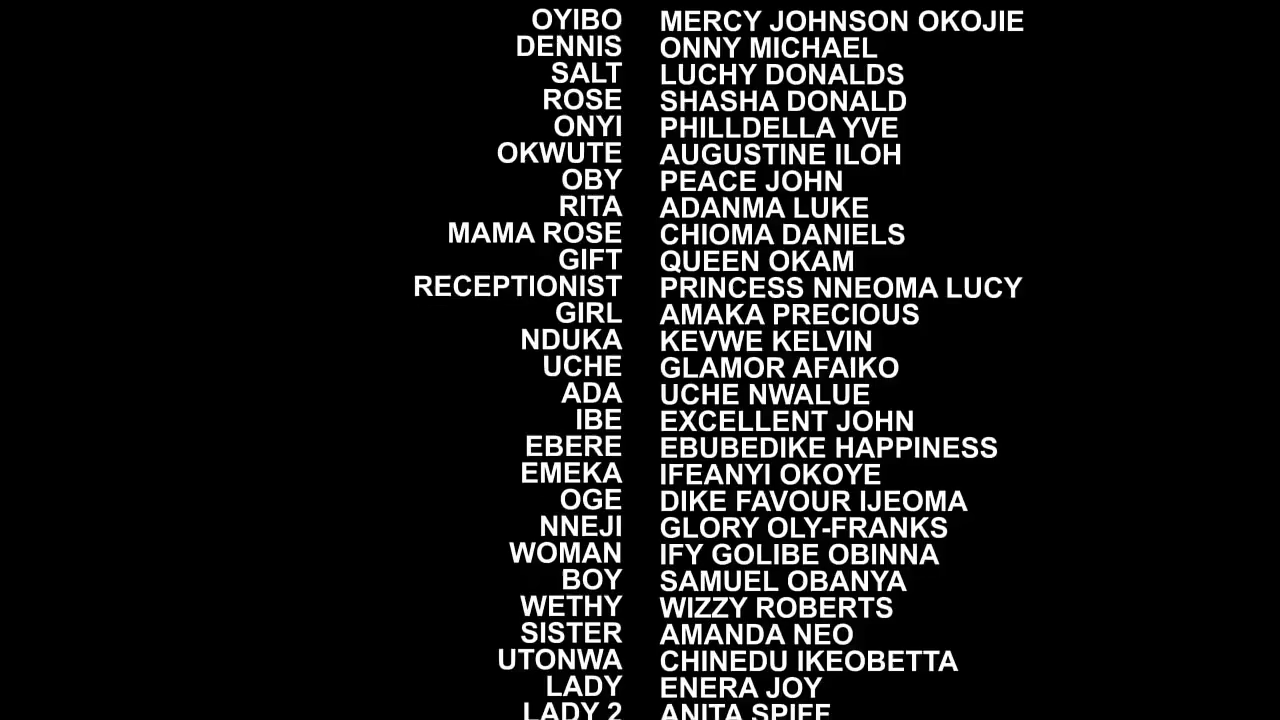 OYIBO MERCY JOHNSON OKOJIE
DENNIS ONNY MICHAEL
SALT LUCHY DONALDS
ROSE SHASHA DONALD
ONYI PHILLDELLA YVE
OKWUTE AUGUSTINE ILOH
OBY PEACE JOHN
RITA ADANMA LUKE
MAMA ROSE CHIOMA DANIELS
GIFT QUEEN OKAM
RECEPTIONIST PRINCESS NNEOMA LUCY
GIRL AMAKA PRECIOUS
NDUKA KEVWE KELVIN
UCHE GLAMOR AFAIKO
ADA UCHE NWALUE
IBE EXCELLENT JOHN
EBERE EBUBEDIKE HAPPINESS
EMEKA IFEANYI OKOYE
OGE DIKE FAVOUR IJEOMA
NNEJI GLORY OLY-FRANKS
WOMAN IFY GOLIBE OBINNA
BOY SAMUEL OBANYA
WETHY WIZZY ROBERTS
SISTER AMANDA NEO
UTONWA CHINEDU IKEOBETTA
LADY ENERA JOY
LADY 2 ANITA SPIFF